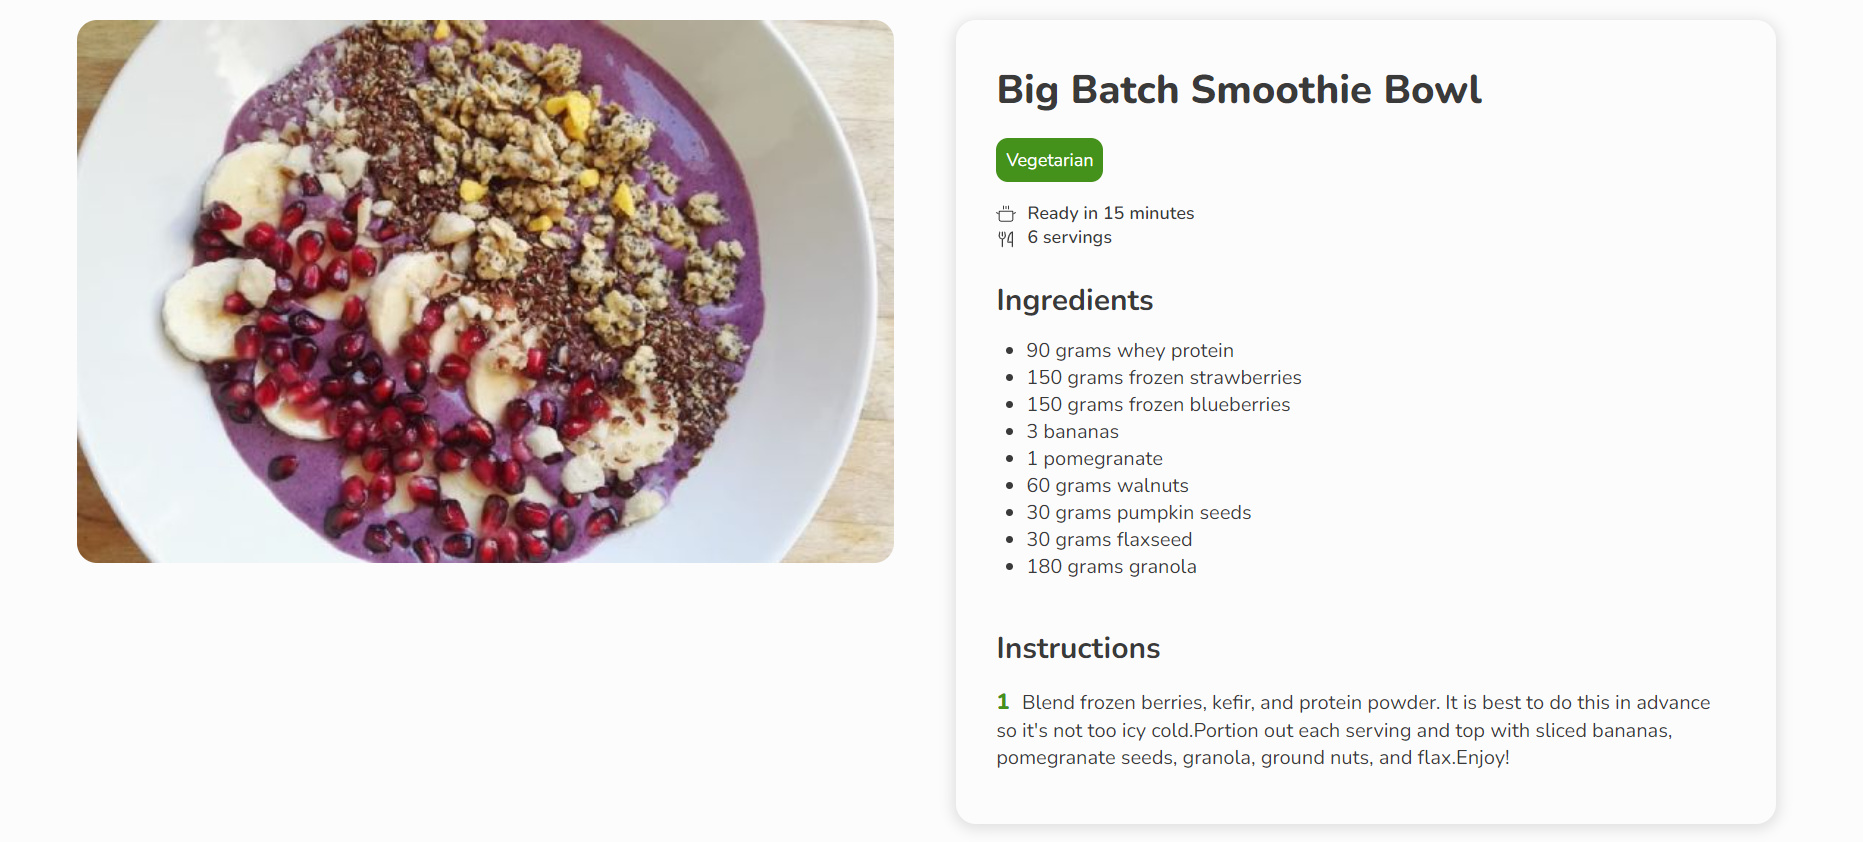 Big Batch Smoothie Bowl
Vegetarian
Ready in 15 minutes
6 servings
Ingredients
90 grams whey protein
150 grams frozen strawberries
150 grams frozen blueberries
3 bananas
1 pomegranate
60 grams walnuts
30 grams pumpkin seeds
30 grams flaxseed
180 grams granola
Instructions
1 Blend frozen berries, kefir, and protein powder. It is best to do this in advance
so it's not too icy cold.Portion out each serving and top with sliced bananas,
pomegranate seeds, granola, ground nuts, and flax.Enjoy!